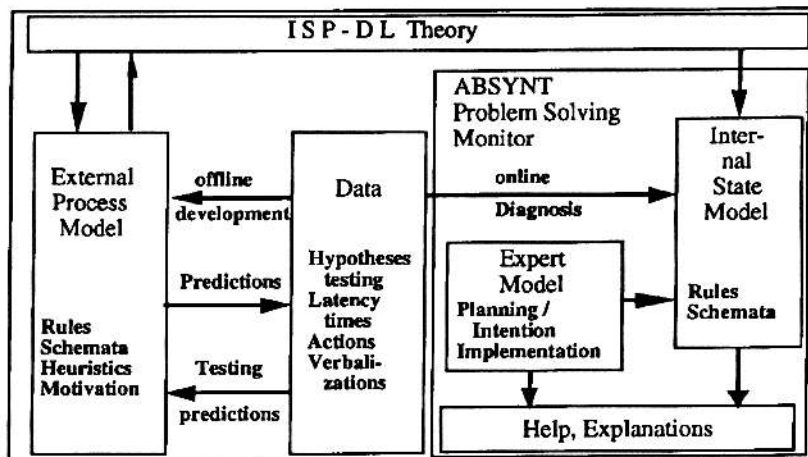 I S P - D L Theory
External
Process
Model
Rules
Schemata
Heuristics
Motivation
offline
development
Predictions
Testing
predictions
Data
Hypotheses
testing
Latency
times
Actions
Verbali-
zations
ABSYNT
Problem Solving
Monitor
online
Diagnosis
Expert
Model
Planning /
Intention
Implementation
Inter-
nal
State
Model
Rules
Schemata
Help, Explanations